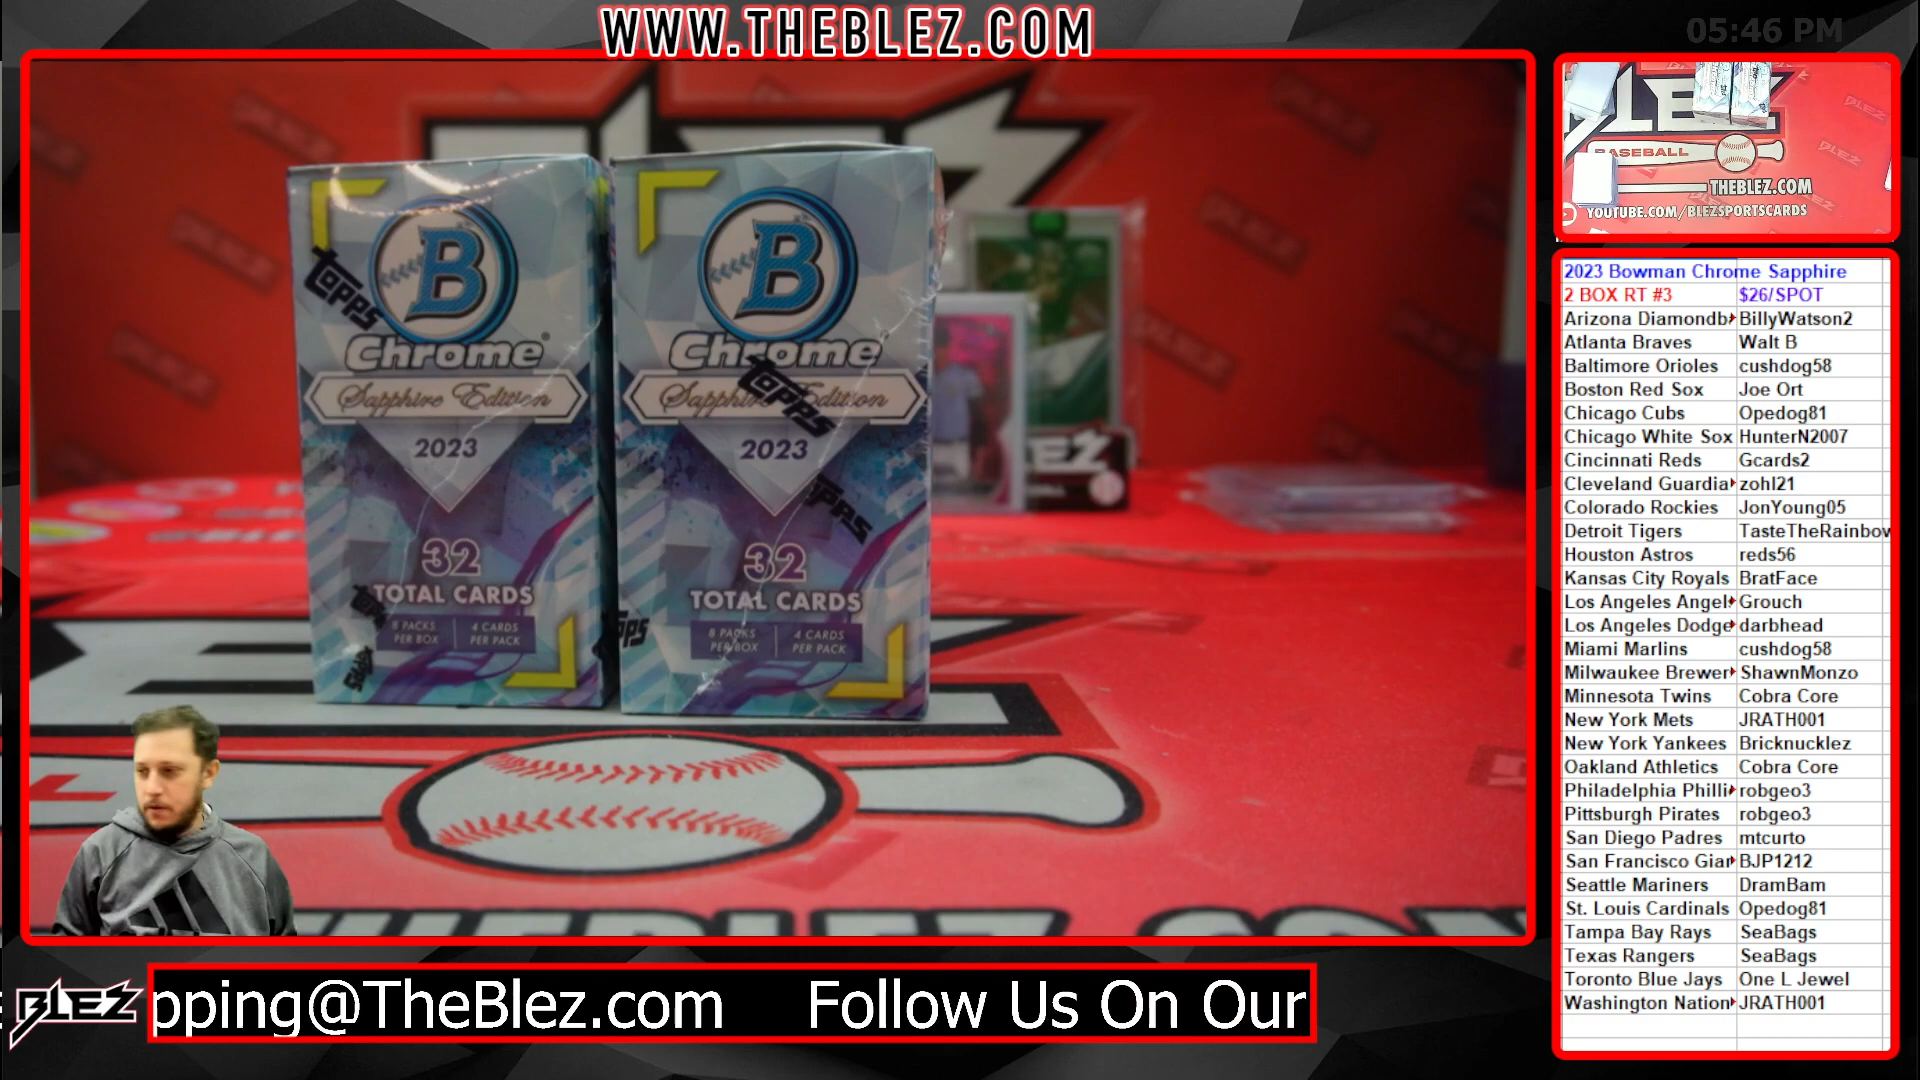 WWW.THEBLEZ.COM
05:46 PM
B
Chrome
Sapphire Edition
2023
32
TOTAL CARDS
8 PACKS PER BOX
4 CARDS PER PACK
topps
topps
topps
B
Chrome
Sapphire Edition
2023
32
TOTAL CARDS
8 PACKS PER BOX
4 CARDS PER PACK
topps
topps
BLEZ
BASEBALL
BLEZ
THEBLEZ.COM
YOUTUBE.COM/BLEZSPORTSCARDS
2023 Bowman Chrome Sapphire
2 BOX RT #3 $26/SPOT
Arizona Diamondb BillyWatson2
Atlanta Braves Walt B
Baltimore Orioles cushdog58
Boston Red Sox Joe Ort
Chicago Cubs Opedog81
Chicago White Sox HunterN2007
Cincinnati Reds Gcards2
Cleveland Guardia zohl21
Colorado Rockies JonYoung05
Detroit Tigers TasteTheRainbow
Houston Astros reds56
Kansas City Royals BratFace
Los Angeles Angel Grouch
Los Angeles Dodge darbhead
Miami Marlins cushdog58
Milwaukee Brewer ShawnMonzo
Minnesota Twins Cobra Core
New York Mets JRATH001
New York Yankees Bricknucklez
Oakland Athletics Cobra Core
Philadelphia Philli robgeo3
Pittsburgh Pirates robgeo3
San Diego Padres mtcurto
San Francisco Gian BJP1212
Seattle Mariners DramBam
St. Louis Cardinals Opedog81
Tampa Bay Rays SeaBags
Texas Rangers SeaBags
Toronto Blue Jays One L Jewel
Washington Nation JRATH001
BLEZ
pping@TheBlez.com Follow Us On Our